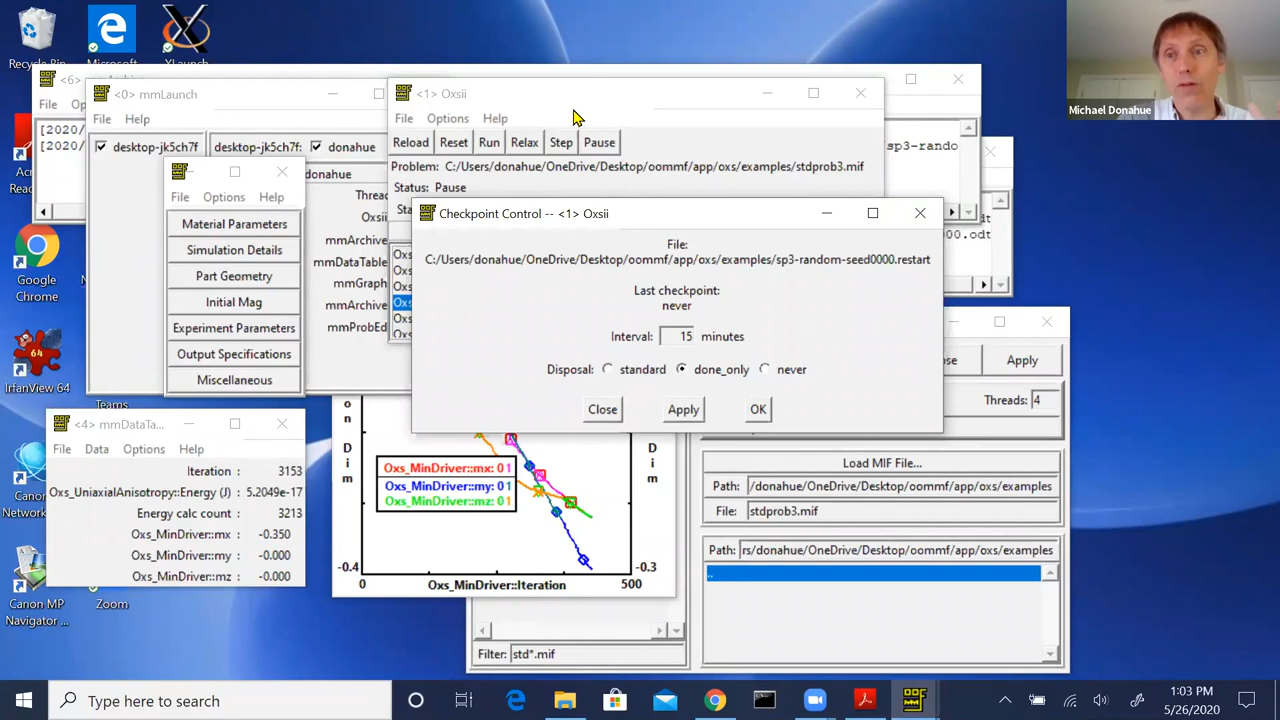 Recycle Bin
Microsoft
XLaunch
Michael Donahue
<6>
File
[2020/
[2020/
<0> mmLaunch
File Help
desktop-jk5ch7f
desktop-jk5ch7f:
donahue
donahue
Oxsii
mmArchive
mmDataTable
mmGraph
mmArchive
mmProbEd
<1> Oxsii
File Options Help
Reload Reset Run Relax Step Pause
Problem: C:/Users/donahue/OneDrive/Desktop/oommf/app/oxs/examples/stdprob3.mif
Status: Pause
File Options Help
Material Parameters
Simulation Details
Part Geometry
Initial Mag
Experiment Parameters
Output Specifications
Miscellaneous
Checkpoint Control -- <1> Oxsii
File:
C:/Users/donahue/OneDrive/Desktop/oommf/app/oxs/examples/sp3-random-seed0000.restart
Last checkpoint:
never
Interval: 15 minutes
Disposal: standard done_only never
Close Apply OK
Apply
Threads: 4
Load MIF File...
Path: /donahue/OneDrive/Desktop/oommf/app/oxs/examples
File: stdprob3.mif
Path: rs/donahue/OneDrive/Desktop/oommf/app/oxs/examples
..
Filter: std*.mif
<4> mmDataTa...
File Data Options Help
Iteration : 3153
Oxs_UniaxialAnisotropy::Energy (J) : 5.2049e-17
Energy calc count : 3213
Oxs_MinDriver::mx : -0.350
Oxs_MinDriver::my : -0.000
Oxs_MinDriver::mz : -0.000
Oxs_MinDriver::mx: 0 1
Oxs_MinDriver::my: 0 1
Oxs_MinDriver::mz: 0 1
-0.4
-0.3
0
500
Oxs_MinDriver::Iteration
Google
Chrome
64
IrfanView 64
Teams
Canon MP
Navigator ...
Zoom
Type here to search
1:03 PM
5/26/2020